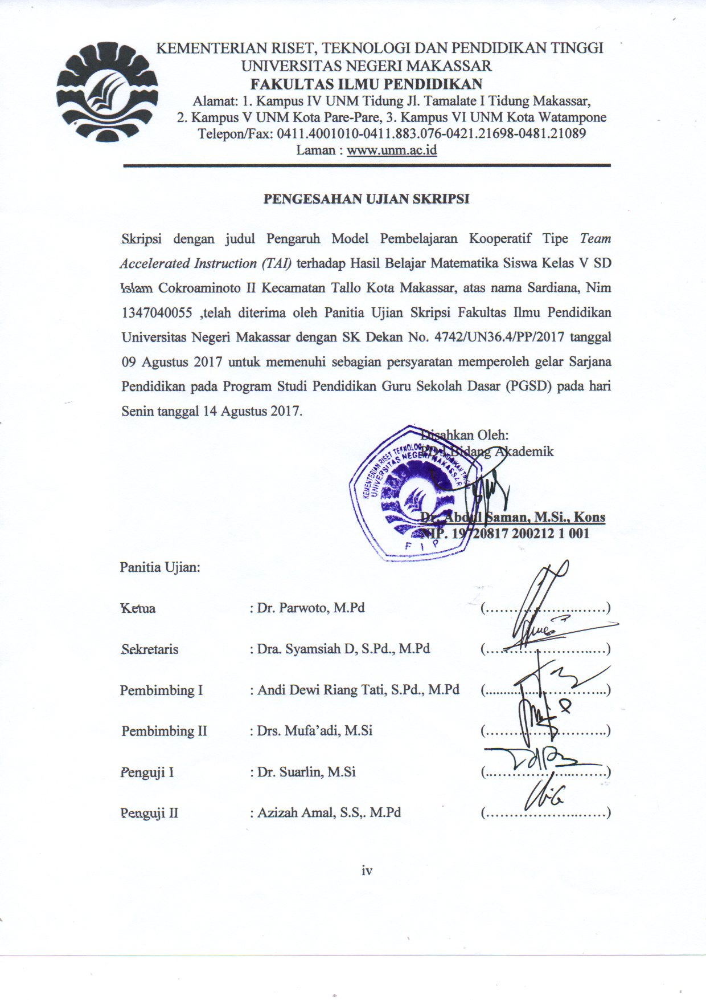 KEMENTERIAN RISET, TEKNOLOGI DAN PENDIDIKAN TINGGI
UNIVERSITAS NEGERI MAKASSAR
FAKULTAS ILMU PENDIDIKAN
Alamat: 1. Kampus IV UNM Tidung Jl. Tamalate I Tidung Makassar,
2. Kampus V UNM Kota Pare-Pare, 3. Kampus VI UNM Kota Watampone
Telepon/Fax: 0411.4001010-0411.883.076-0421.21698-0481.21089
Laman : www.unm.ac.id
PENGESAHAN UJIAN SKRIPSI
Skripsi dengan judul Pengaruh Model Pembelajaran Kooperatif Tipe Team
Accelerated Instruction (TAI) terhadap Hasil Belajar Matematika Siswa Kelas V SD
Islam Cokroaminoto II Kecamatan Tallo Kota Makassar, atas nama Sardiana, Nim
1347040055 ,telah diterima oleh Panitia Ujian Skripsi Fakultas Ilmu Pendidikan
Universitas Negeri Makassar dengan SK Dekan No. 4742/UN36.4/PP/2017 tanggal
09 Agustus 2017 untuk memenuhi sebagian persyaratan memperoleh gelar Sarjana
Pendidikan pada Program Studi Pendidikan Guru Sekolah Dasar (PGSD) pada hari
Senin tanggal 14 Agustus 2017.
Disahkan Oleh:
PD I Bidang Akademik
KEMENTERIAN RISET TEKNOLOGI DAN PENDIDIKAN TINGGI
UNIVERSITAS NEGERI MAKASSAR
F I P
Dr. Abdul Saman, M.Si., Kons
NIP. 19720817 200212 1 001
Panitia Ujian:
Ketua : Dr. Parwoto, M.Pd (........................)
Sekretaris : Dra. Syamsiah D, S.Pd., M.Pd (........................)
Pembimbing I : Andi Dewi Riang Tati, S.Pd., M.Pd (........................)
Pembimbing II : Drs. Mufa’adi, M.Si (........................)
Penguji I : Dr. Suarlin, M.Si (........................)
Penguji II : Azizah Amal, S.S,. M.Pd (........................)
iv